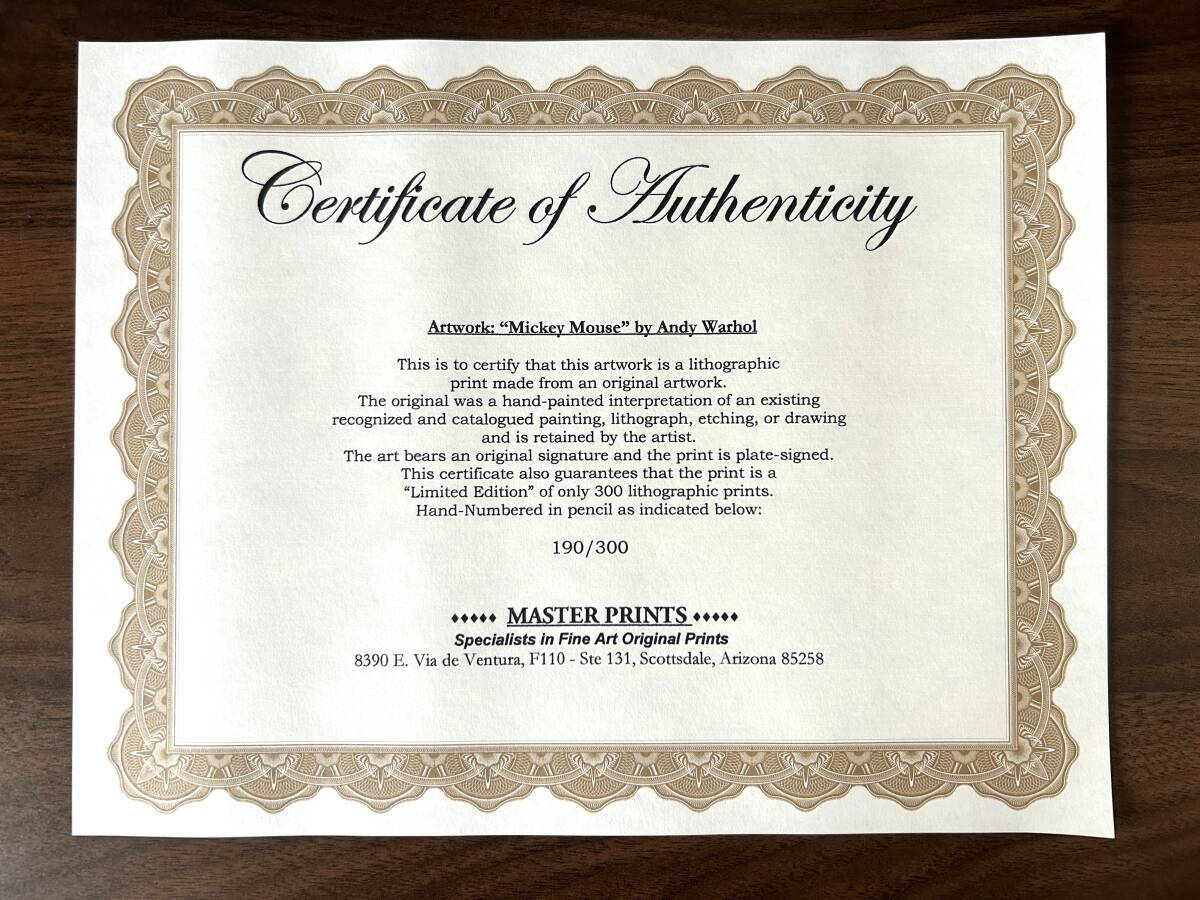 Certificate of Authenticity
Artwork: “Mickey Mouse” by Andy Warhol
This is to certify that this artwork is a lithographic
print made from an original artwork.
The original was a hand-painted interpretation of an existing
recognized and catalogued painting, lithograph, etching, or drawing
and is retained by the artist.
The art bears an original signature and the print is plate-signed.
This certificate also guarantees that the print is a
“Limited Edition” of only 300 lithographic prints.
Hand-Numbered in pencil as indicated below:
190/300
♦♦♦♦♦ MASTER PRINTS ♦♦♦♦♦
Specialists in Fine Art Original Prints
8390 E. Via de Ventura, F110 - Ste 131, Scottsdale, Arizona 85258